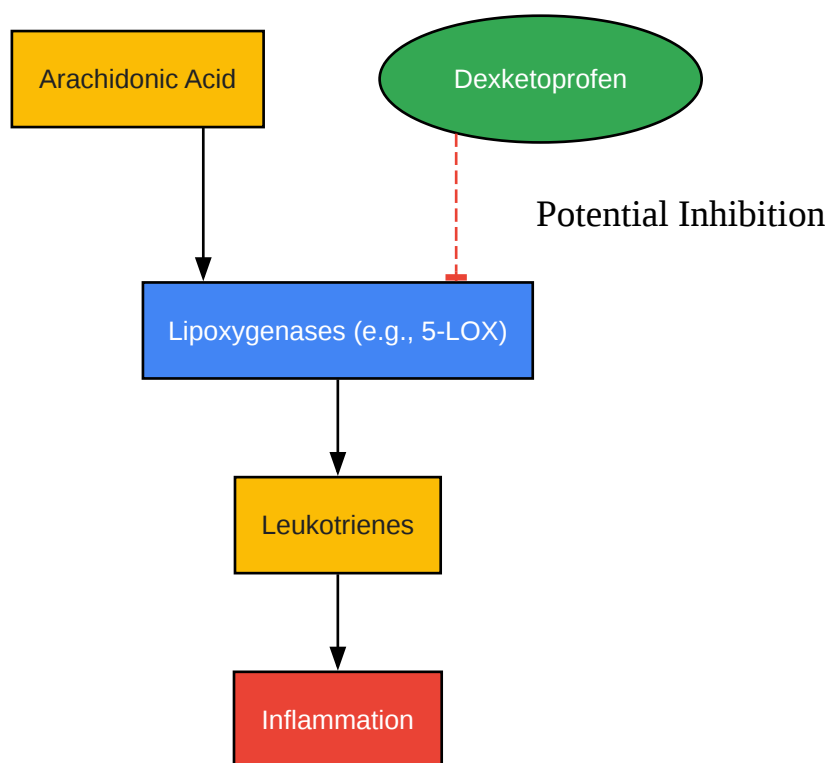 Arachidonic Acid
Dexketoprofen
Potential Inhibition
Lipoxygenases (e.g., 5-LOX)
Leukotrienes
Inflammation